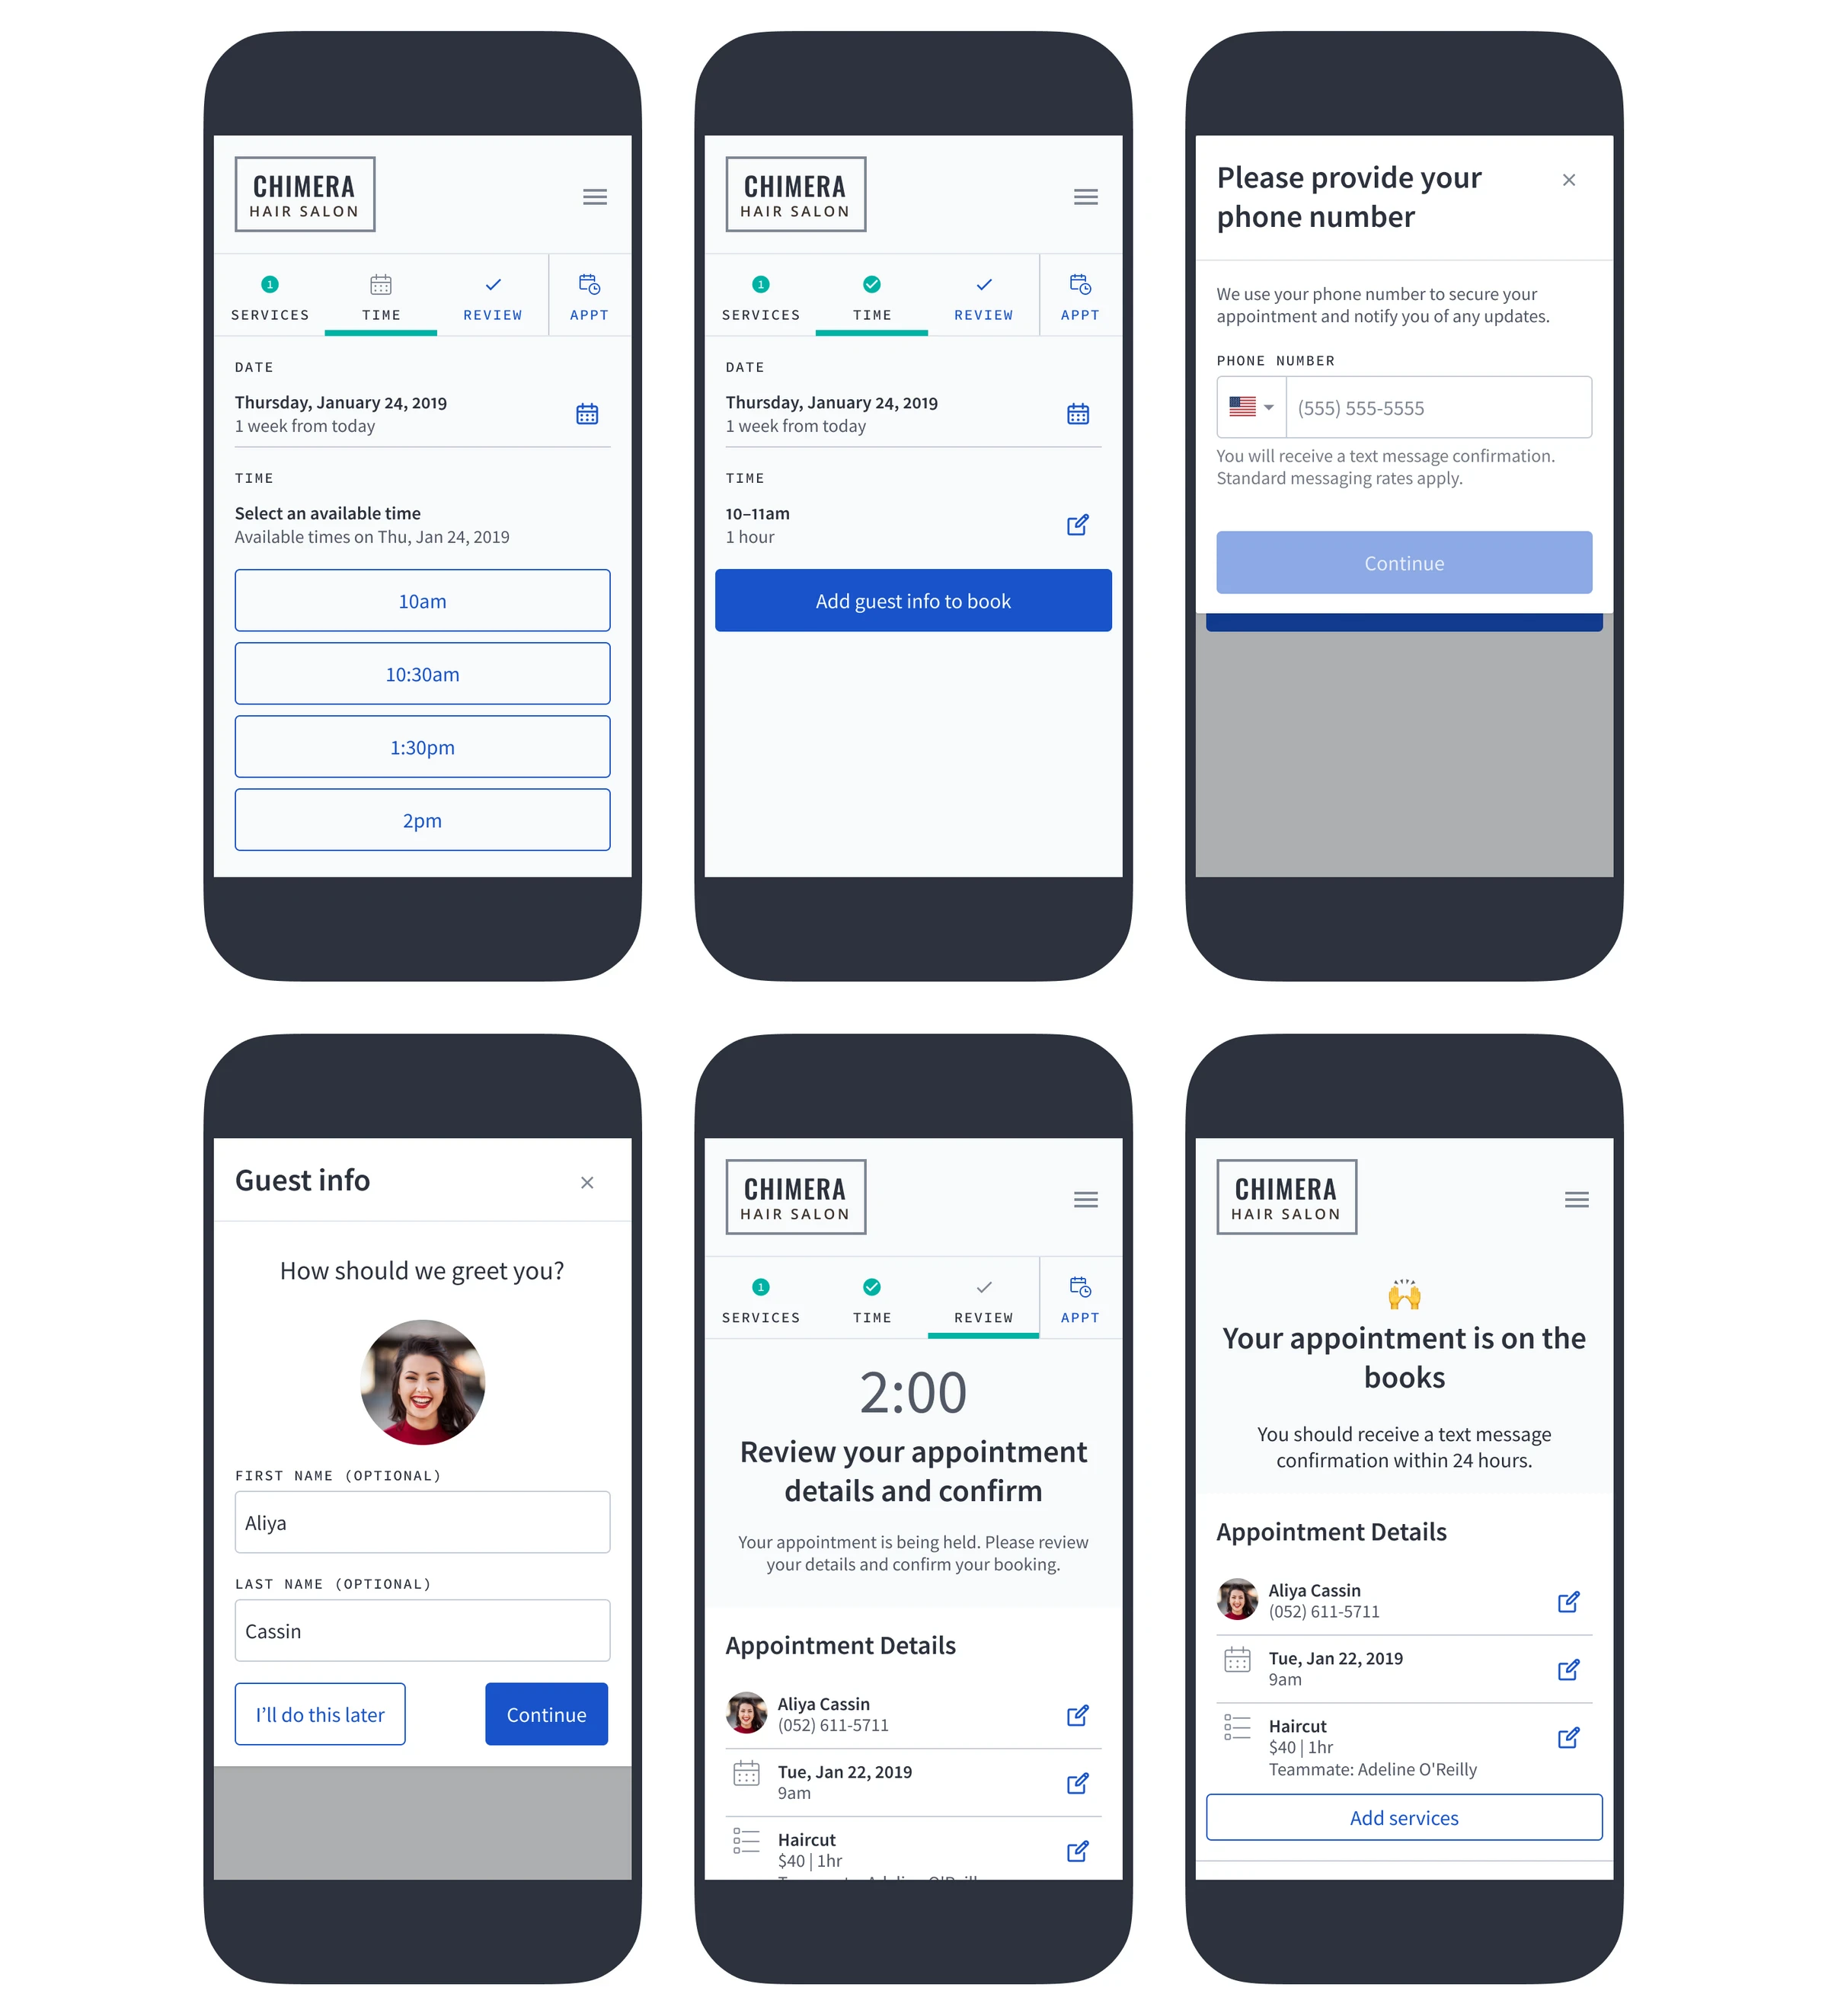 CHIMERA
HAIR SALON
1
SERVICES
TIME
REVIEW
APPT
DATE
Thursday, January 24, 2019
1 week from today
TIME
Select an available time
Available times on Thu, Jan 24, 2019
10am
10:30am
1:30pm
2pm
CHIMERA
HAIR SALON
1
SERVICES
TIME
REVIEW
APPT
DATE
Thursday, January 24, 2019
1 week from today
TIME
10–11am
1 hour
Add guest info to book
Please provide your
phone number
We use your phone number to secure your
appointment and notify you of any updates.
PHONE NUMBER
(555) 555-5555
You will receive a text message confirmation.
Standard messaging rates apply.
Continue
Guest info
How should we greet you?
FIRST NAME (OPTIONAL)
Aliya
LAST NAME (OPTIONAL)
Cassin
I’ll do this later
Continue
CHIMERA
HAIR SALON
1
SERVICES
TIME
REVIEW
APPT
2:00
Review your appointment
details and confirm
Your appointment is being held. Please review
your details and confirm your booking.
Appointment Details
Aliya Cassin
(052) 611-5711
Tue, Jan 22, 2019
9am
Haircut
$40 | 1hr
CHIMERA
HAIR SALON
Your appointment is on the
books
You should receive a text message
confirmation within 24 hours.
Appointment Details
Aliya Cassin
(052) 611-5711
Tue, Jan 22, 2019
9am
Haircut
$40 | 1hr
Teammate: Adeline O'Reilly
Add services